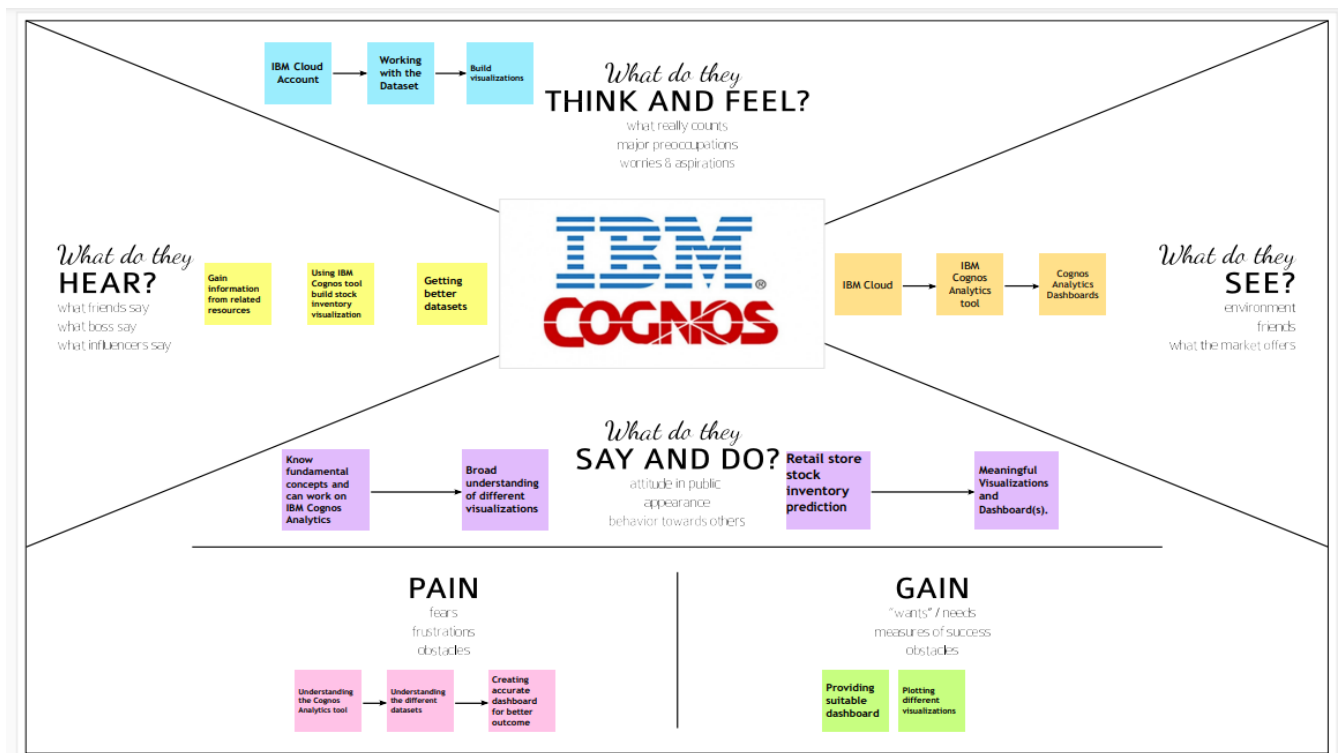 IBM Cloud
Account
Working
with the
Dataset
Build
visualizations
What do they
THINK AND FEEL?
what really counts
major preoccupations
worries & aspirations
What do they
HEAR?
what friends say
what boss say
what influencers say
Gain
information
from related
resources
Using IBM
Cognos tool
build stock
inventory
visualization
Getting
better
datasets
IBM®
COGNOS
IBM Cloud
IBM
Cognos
Analytics
tool
Cognos
Analytics
Dashboards
What do they
SEE?
environment
friends
what the market offers
What do they
SAY AND DO?
attitude in public
appearance
behavior towards others
Know
fundamental
concepts and
can work on
IBM Cognos
Analytics
Broad
understanding
of different
visualizations
Retail store
stock
inventory
prediction
Meaningful
Visualizations
and
Dashboard(s).
PAIN
fears
frustrations
obstacles
Understanding
the Cognos
Analytics tool
Understanding
the different
datasets
Creating
accurate
dashboard
for better
outcome
GAIN
"wants" / needs
measures of success
obstacles
Providing
suitable
dashboard
Plotting
different
visualizations